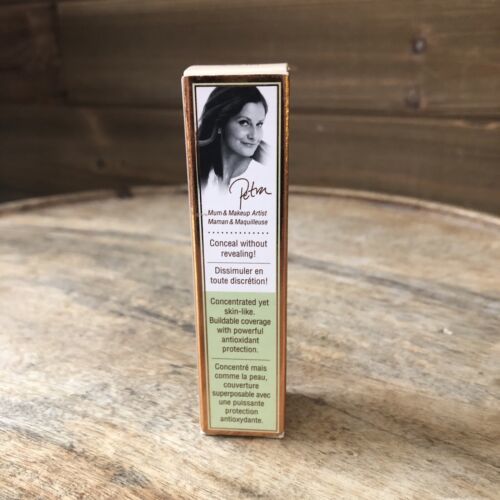 Petra
...Mum & Makeup Artist
Maman & Maquilleuse
Conceal without
revealing!
Dissimuler en
toute discrétion!
Concentrated yet
skin-like.
Buildable coverage
with powerful
antioxidant
protection.
Concentré mais
comme la peau,
couverture
superposable avec
une puissante
protection
antioxydante.